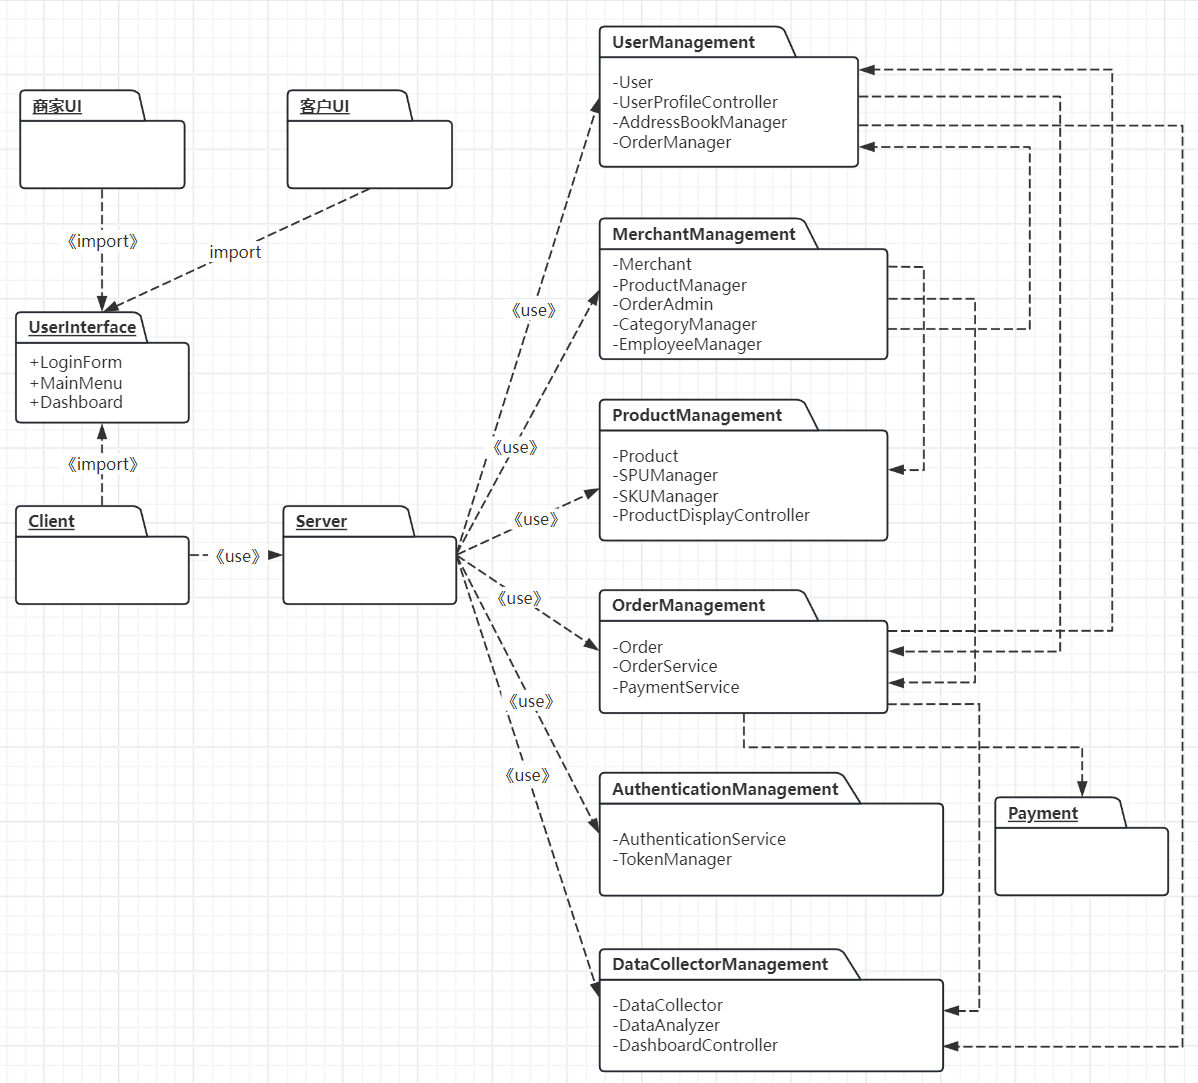 商家UI
客户UI
《import》
import
UserInterface
+LoginForm
+MainMenu
+Dashboard
《import》
Client
《use》
Server
《use》
《use》
《use》
《use》
《use》
《use》
UserManagement
-User
-UserProfileController
-AddressBookManager
-OrderManager
MerchantManagement
-Merchant
-ProductManager
-OrderAdmin
-CategoryManager
-EmployeeManager
ProductManagement
-Product
-SPUManager
-SKUManager
-ProductDisplayController
OrderManagement
-Order
-OrderService
-PaymentService
AuthenticationManagement
-AuthenticationService
-TokenManager
Payment
DataCollectorManagement
-DataCollector
-DataAnalyzer
-DashboardController